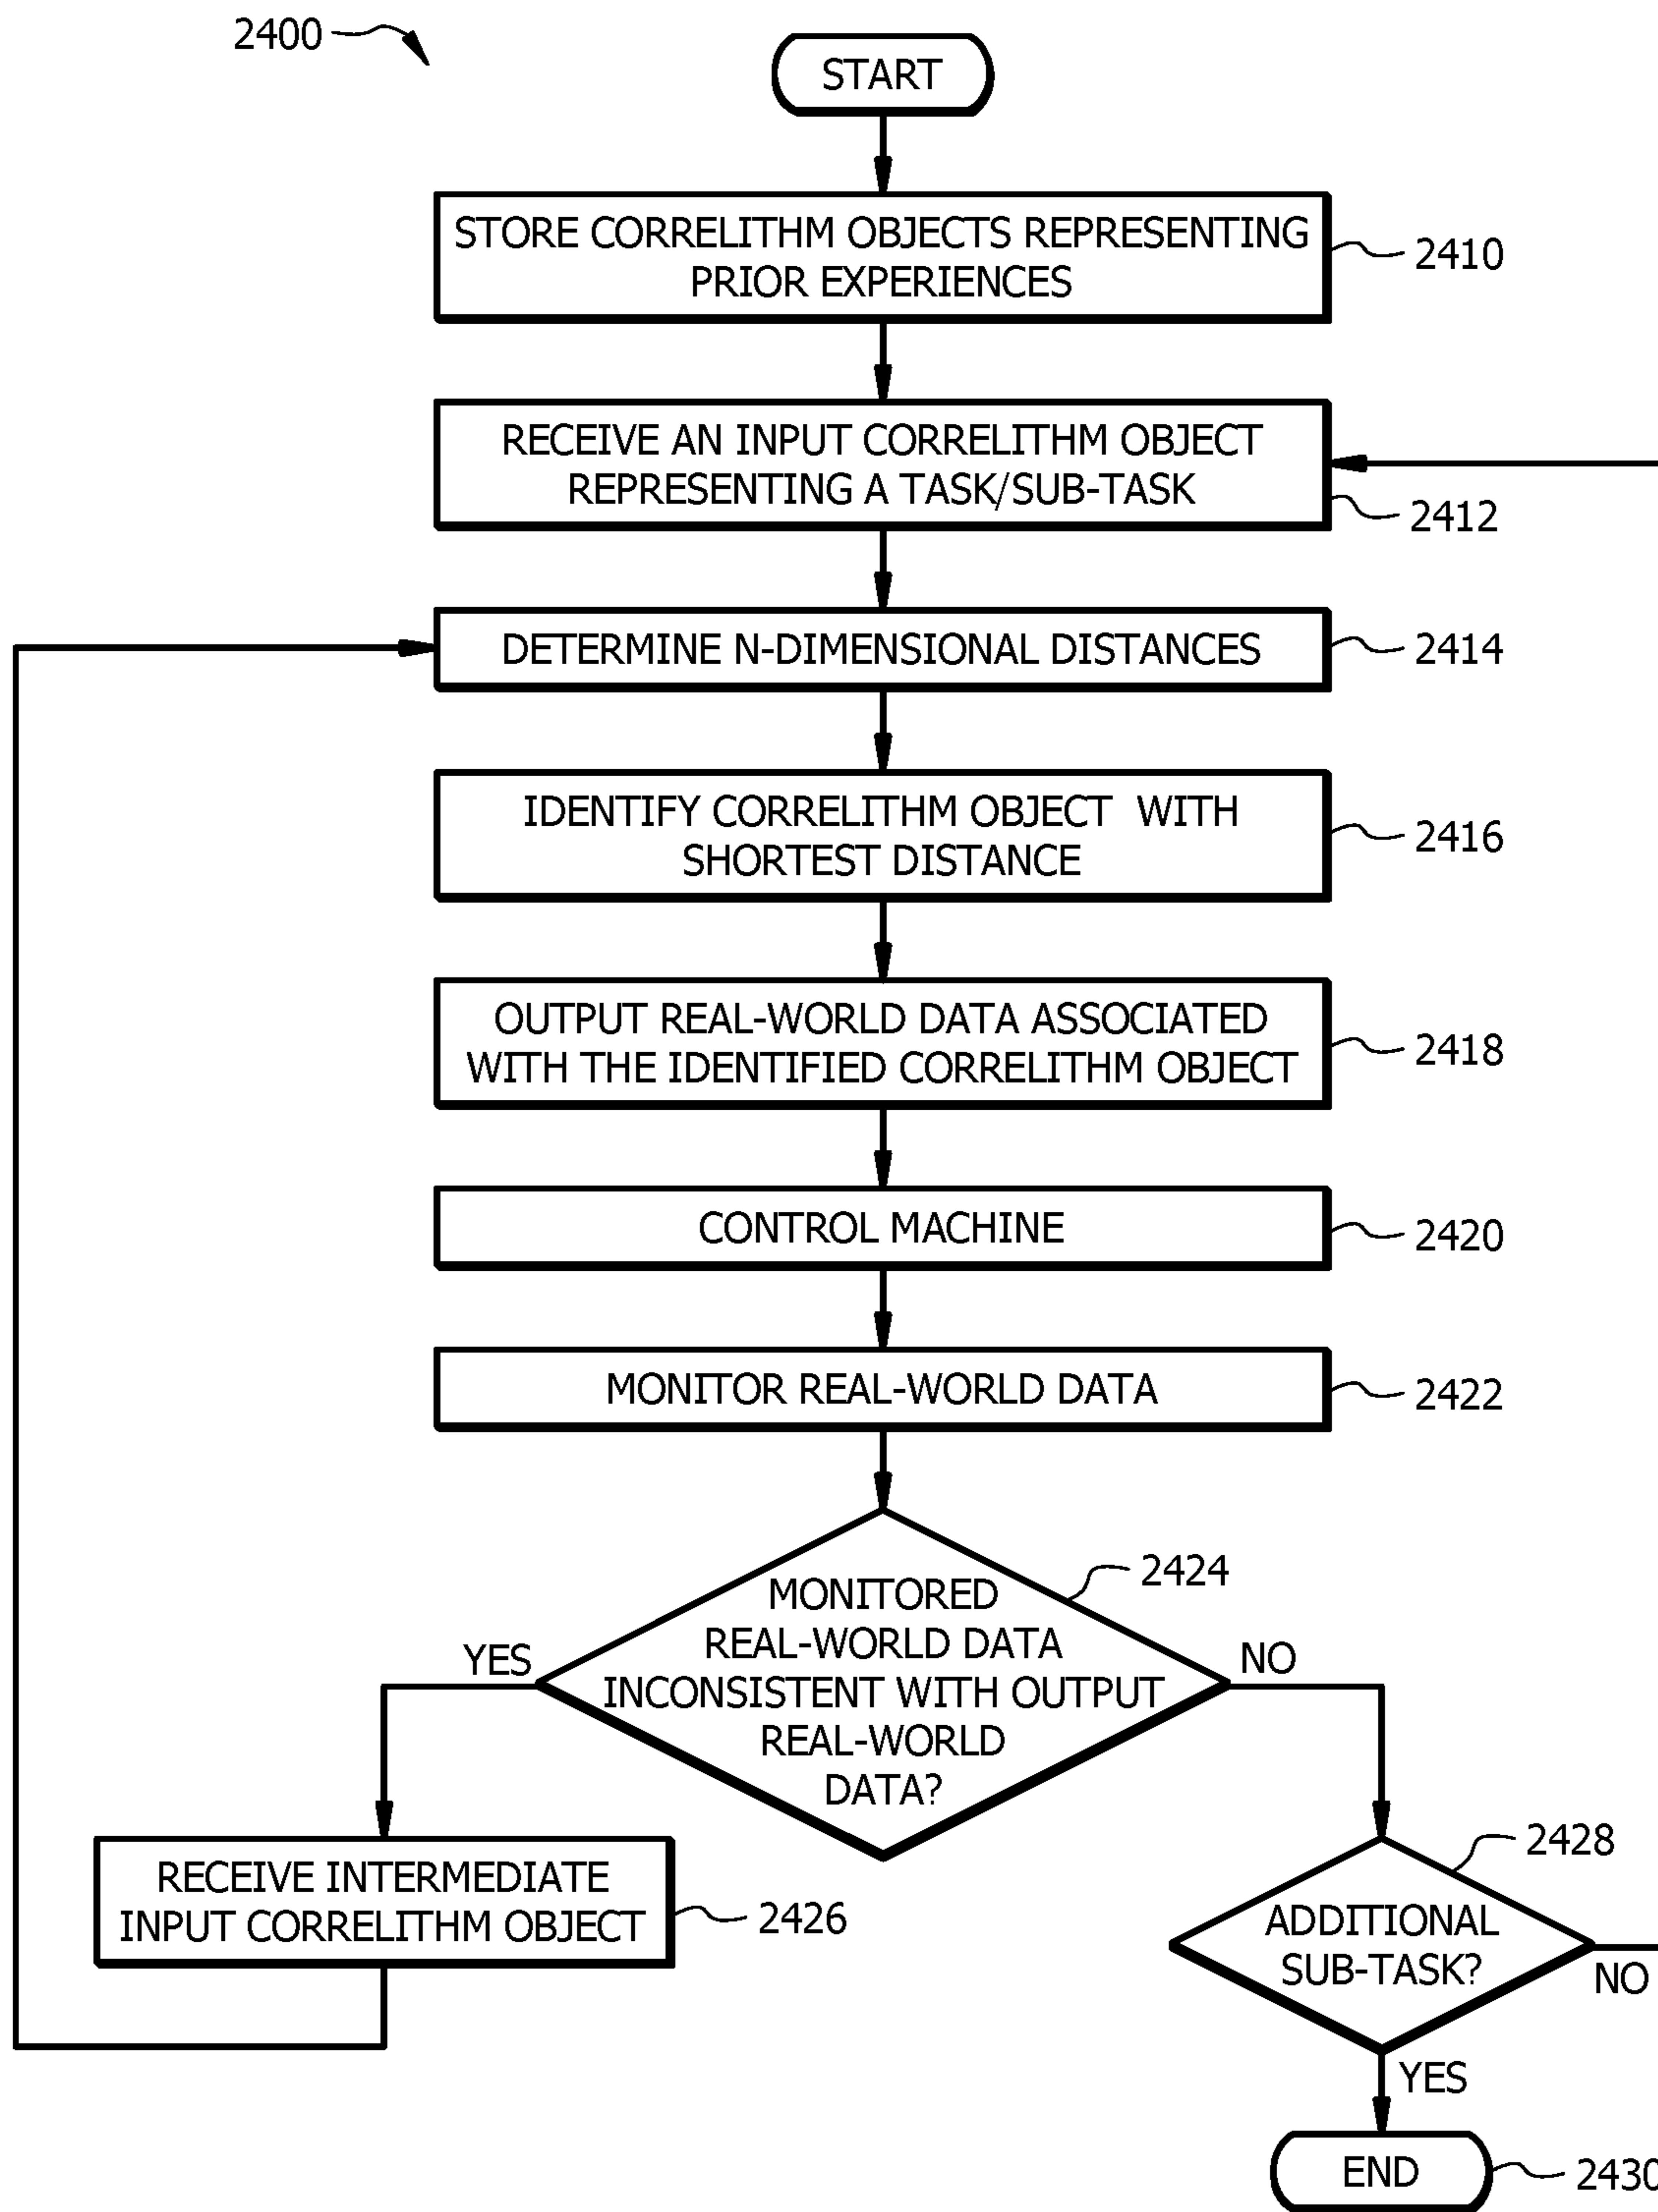 2400
START
STORE CORRELITHM OBJECTS REPRESENTING
PRIOR EXPERIENCES
2410
RECEIVE AN INPUT CORRELITHM OBJECT
REPRESENTING A TASK/SUB-TASK
2412
DETERMINE N-DIMENSIONAL DISTANCES
2414
IDENTIFY CORRELITHM OBJECT WITH
SHORTEST DISTANCE
2416
OUTPUT REAL-WORLD DATA ASSOCIATED
WITH THE IDENTIFIED CORRELITHM OBJECT
2418
CONTROL MACHINE
2420
MONITOR REAL-WORLD DATA
2422
MONITORED
REAL-WORLD DATA
INCONSISTENT WITH OUTPUT
REAL-WORLD
DATA?
2424
YES
NO
RECEIVE INTERMEDIATE
INPUT CORRELITHM OBJECT
2426
ADDITIONAL
SUB-TASK?
2428
NO
YES
END
2430